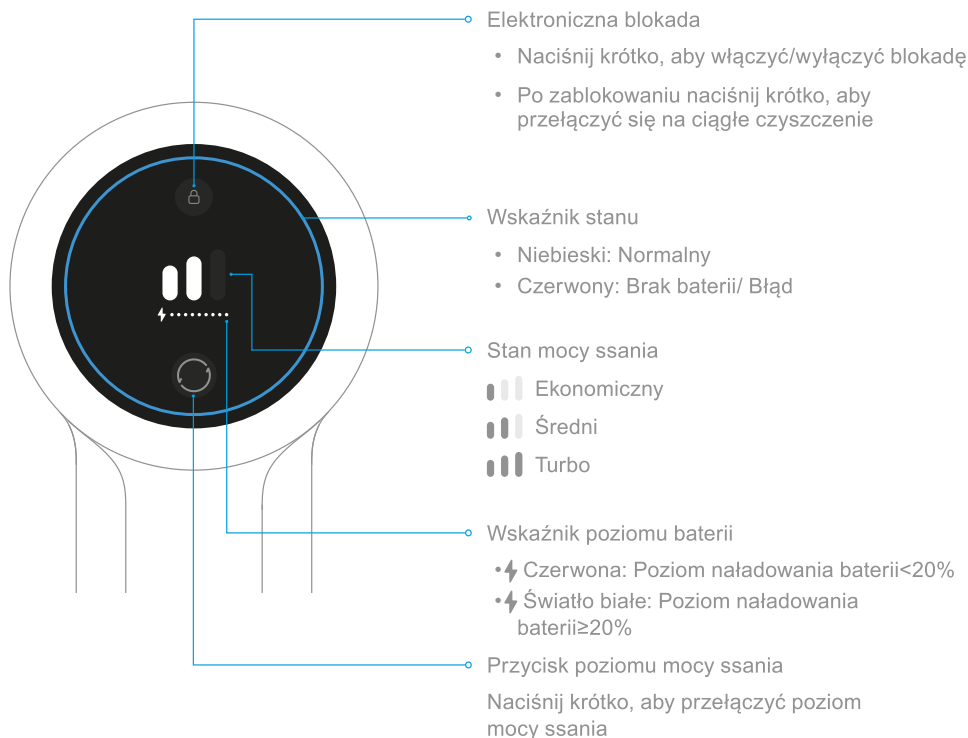 Elektroniczna blokada
• Naciśnij krótko, aby włączyć/wyłączyć blokadę
• Po zablokowaniu naciśnij krótko, aby
przełączyć się na ciągłe czyszczenie
Wskaźnik stanu
• Niebieski: Normalny
• Czerwony: Brak baterii/ Błąd
Stan mocy ssania
Ekonomiczny
Średni
Turbo
Wskaźnik poziomu baterii
• Czerwona: Poziom naładowania baterii<20%
• Światło białe: Poziom naładowania
baterii≥20%
Przycisk poziomu mocy ssania
Naciśnij krótko, aby przełączyć poziom
mocy ssania